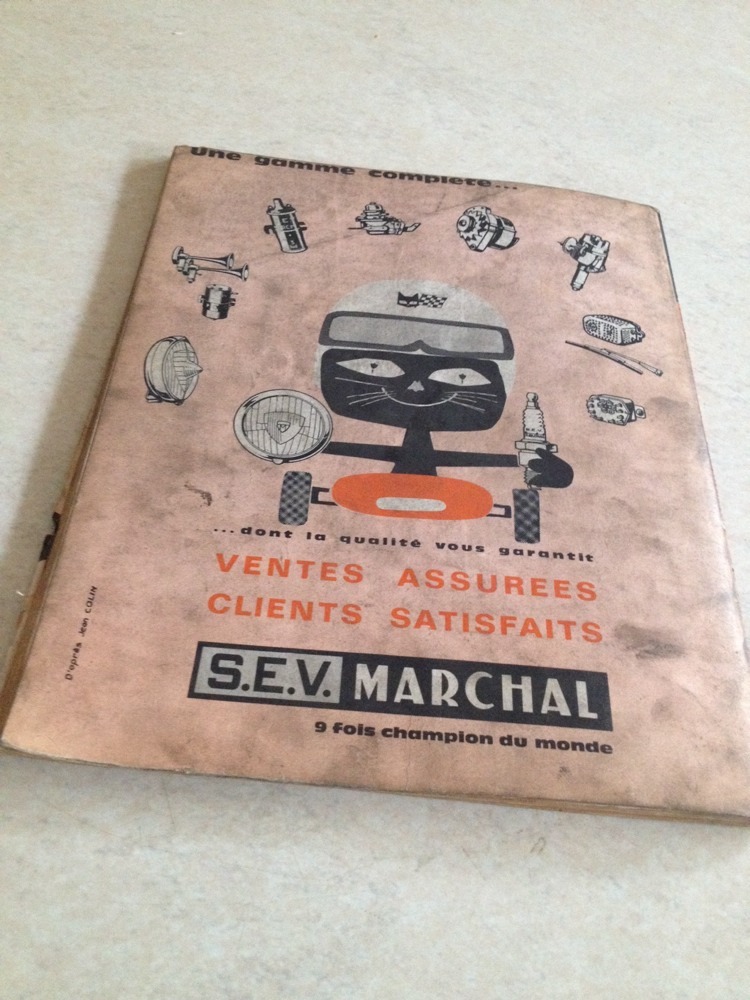 Une gamme complete...
...dont la qualité vous garantit
VENTES ASSUREES
CLIENTS SATISFAITS
S.E.V. MARCHAL
9 fois champion du monde
D'après Jean COLIN